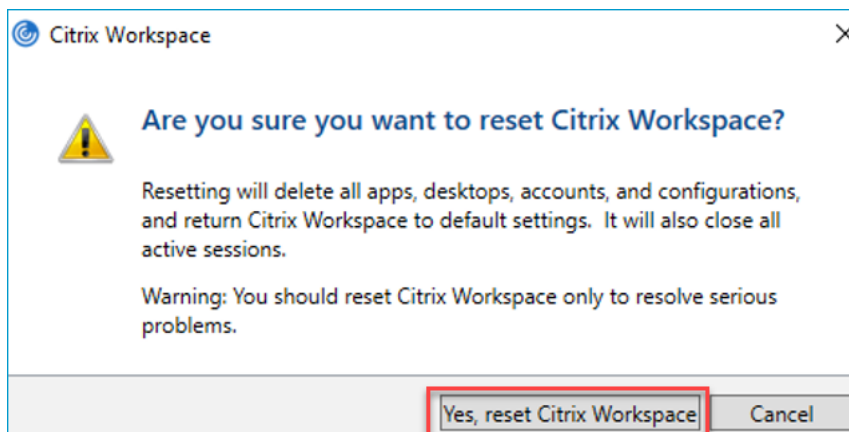 Citrix Workspace
Are you sure you want to reset Citrix Workspace?
Resetting will delete all apps, desktops, accounts, and configurations,
and return Citrix Workspace to default settings.  It will also close all
active sessions.
Warning: You should reset Citrix Workspace only to resolve serious
problems.
Yes, reset Citrix Workspace
Cancel